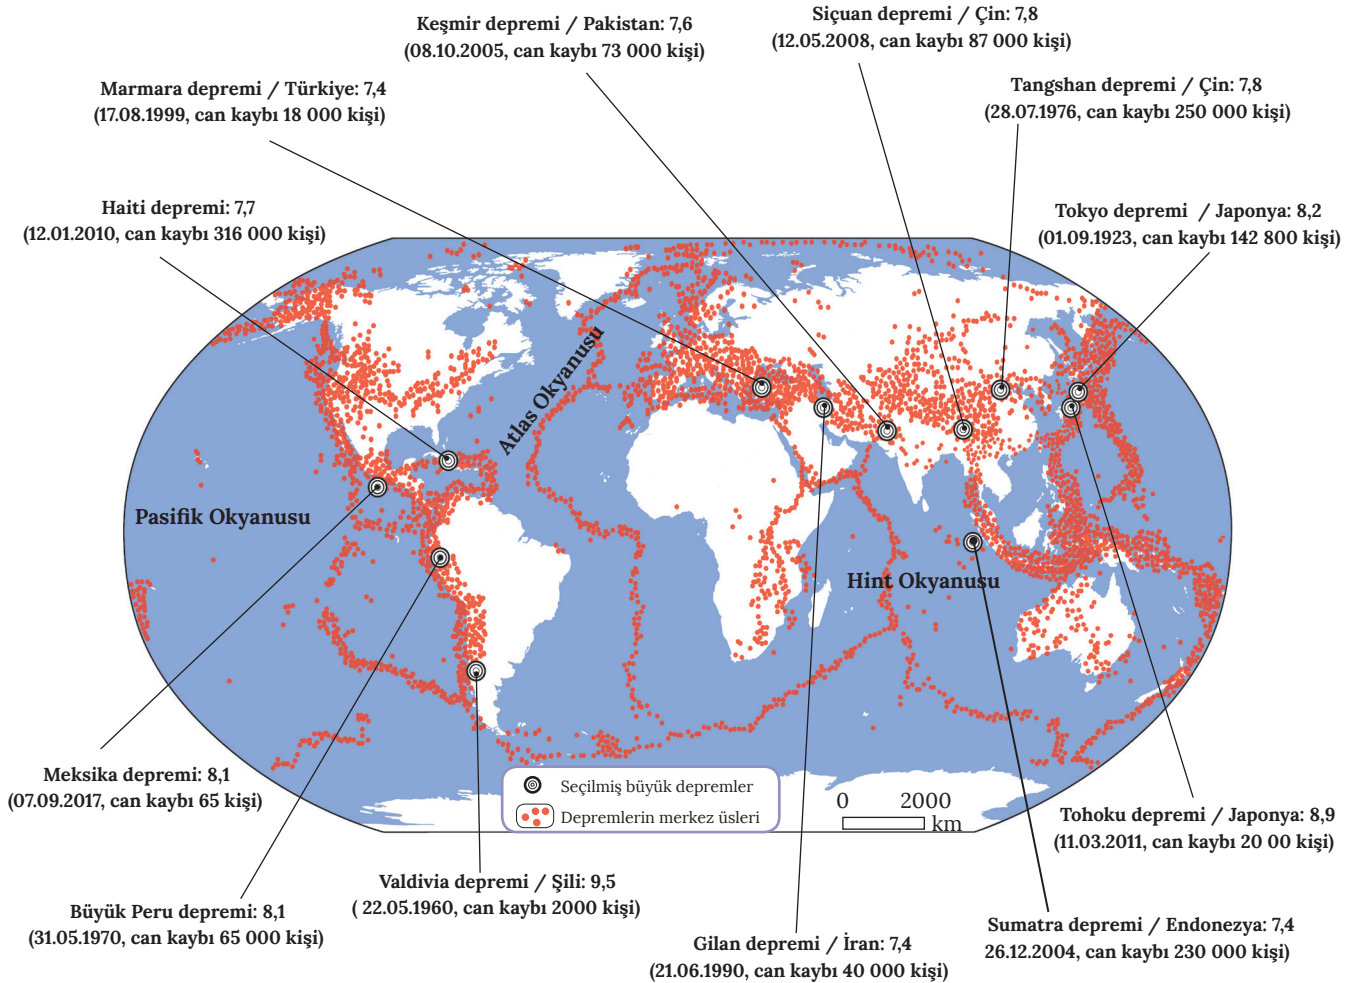 Keşmir depremi / Pakistan: 7,6
(08.10.2005, can kaybı 73 000 kişi)
Siçuan depremi / Çin: 7,8
(12.05.2008, can kaybı 87 000 kişi)
Marmara depremi / Türkiye: 7,4
(17.08.1999, can kaybı 18 000 kişi)
Tangshan depremi / Çin: 7,8
(28.07.1976, can kaybı 250 000 kişi)
Haiti depremi: 7,7
(12.01.2010, can kaybı 316 000 kişi)
Tokyo depremi / Japonya: 8,2
(01.09.1923, can kaybı 142 800 kişi)
Atlas Okyanusu
Pasifik Okyanusu
Hint Okyanusu
Meksika depremi: 8,1
(07.09.2017, can kaybı 65 kişi)
Seçilmiş büyük depremler
Depremlerin merkez üsleri
0 2000
km
Tohoku depremi / Japonya: 8,9
(11.03.2011, can kaybı 20 00 kişi)
Büyük Peru depremi: 8,1
(31.05.1970, can kaybı 65 000 kişi)
Valdivia depremi / Şili: 9,5
( 22.05.1960, can kaybı 2000 kişi)
Gilan depremi / İran: 7,4
(21.06.1990, can kaybı 40 000 kişi)
Sumatra depremi / Endonezya: 7,4
26.12.2004, can kaybı 230 000 kişi)